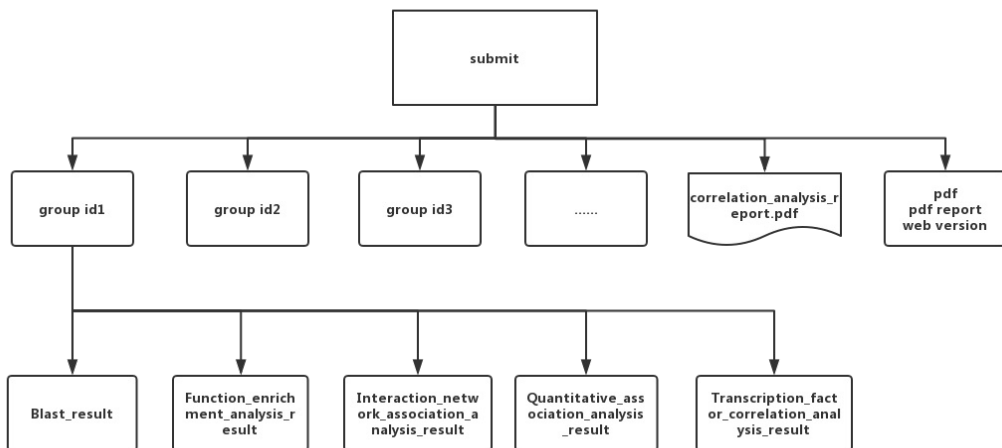 submit
group id1
group id2
group id3
......
correlation_analysis_r
eport.pdf
pdf
pdf report
web version
Blast_result
Function_enrich
ment_analysis_r
esult
Interaction_netw
ork_association_a
nalysis_result
Quantitative_ass
ociation_analysis
_result
Transcription_fact
or_correlation_anal
ysis_result